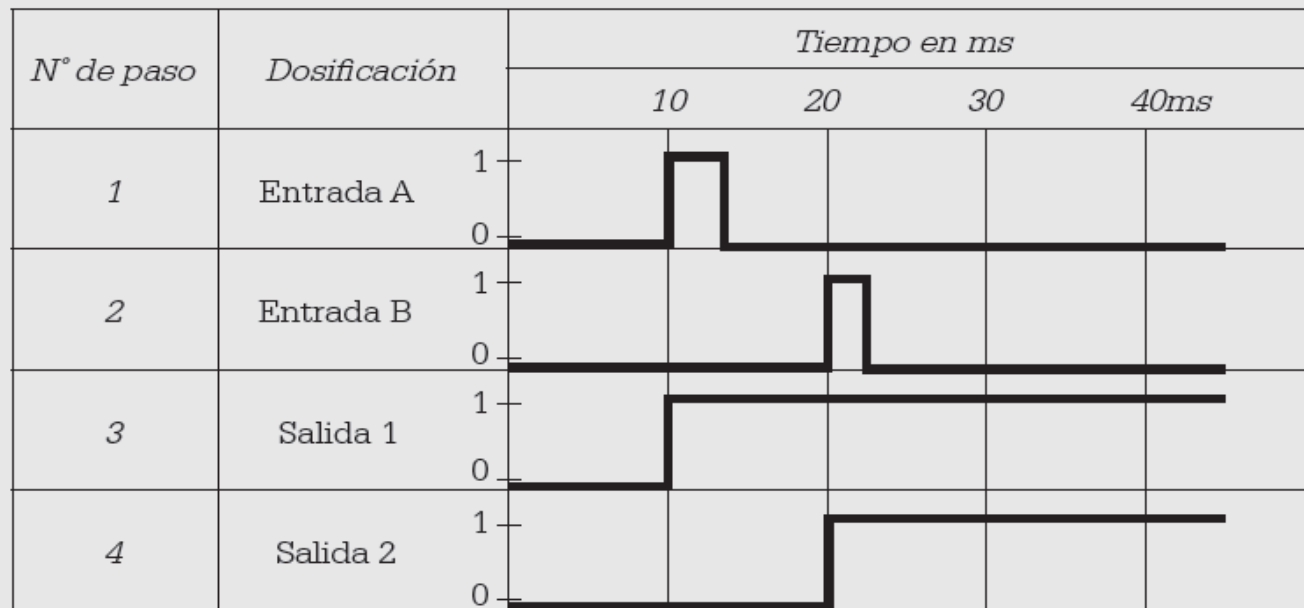 N° de paso Dosificación Tiempo en ms
10 20 30 40ms
1 Entrada A 1
0
2 Entrada B 1
0
3 Salida 1 1
0
4 Salida 2 1
0